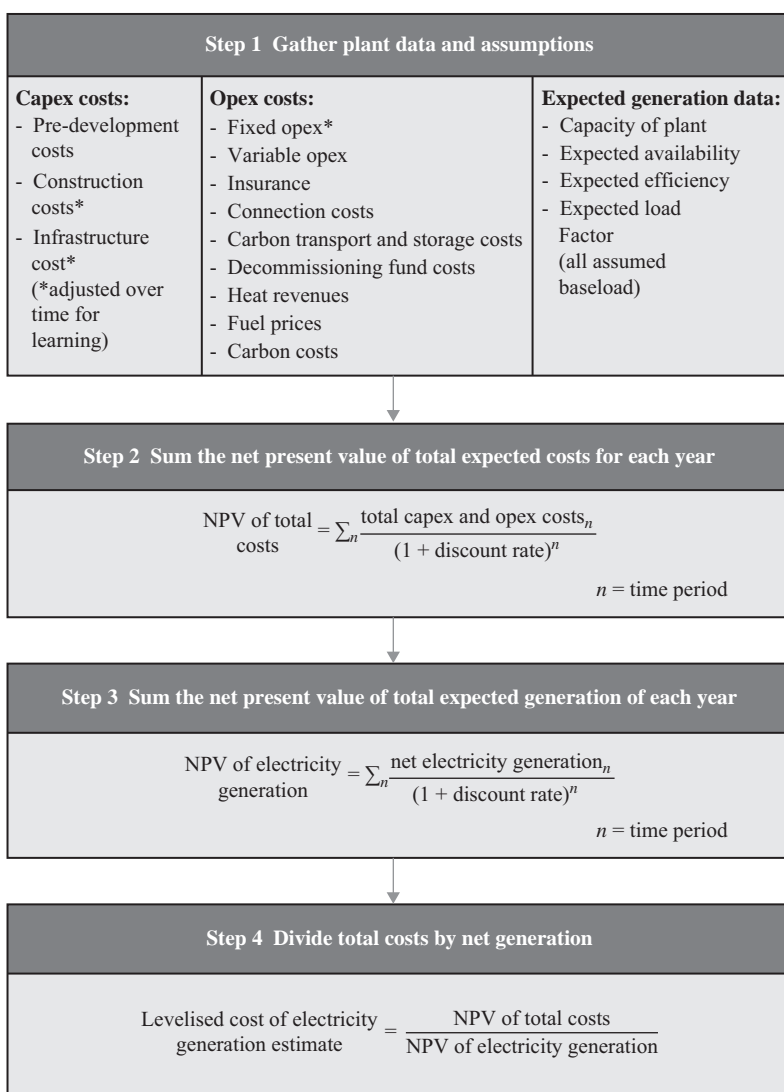 Step 1 Gather plant data and assumptions
Capex costs:
- Pre-development
costs
- Construction
costs*
- Infrastructure
cost*
(*adjusted over
time for
learning)
Opex costs:
- Fixed opex*
- Variable opex
- Insurance
- Connection costs
- Carbon transport and storage costs
- Decommissioning fund costs
- Heat revenues
- Fuel prices
- Carbon costs
Expected generation data:
- Capacity of plant
- Expected availability
- Expected efficiency
- Expected load
Factor
(all assumed
baseload)
Step 2 Sum the net present value of total expected costs for each year
NPV of total
costs = ∑n total capex and opex costsn / (1 + discount rate)^n
n = time period
Step 3 Sum the net present value of total expected generation of each year
NPV of electricity
generation = ∑n net electricity generationn / (1 + discount rate)^n
n = time period
Step 4 Divide total costs by net generation
Levelised cost of electricity
generation estimate = NPV of total costs / NPV of electricity generation